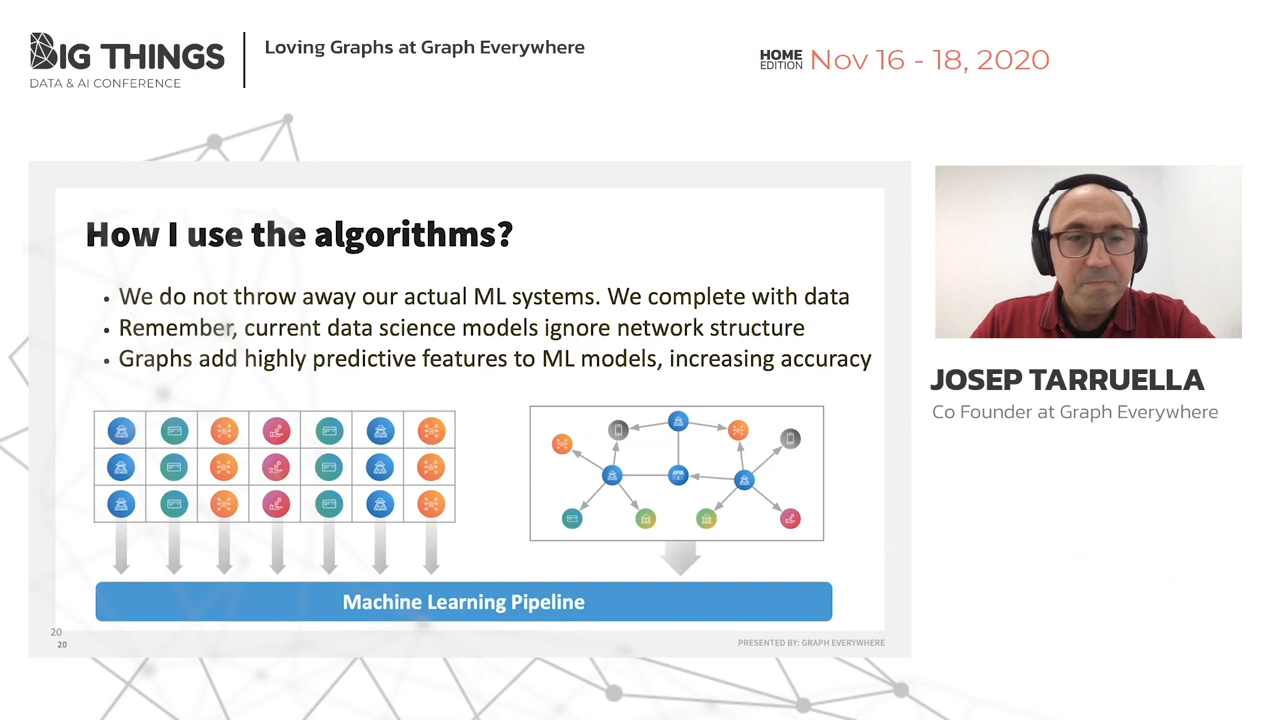 BIG THINGS
DATA & AI CONFERENCE
Loving Graphs at Graph Everywhere
HOME
EDITION
Nov 16 - 18, 2020
How I use the algorithms?
• We do not throw away our actual ML systems. We complete with data
• Remember, current data science models ignore network structure
• Graphs add highly predictive features to ML models, increasing accuracy
Machine Learning Pipeline
20
20
PRESENTED BY: GRAPH EVERYWHERE
JOSEP TARRUELLA
Co Founder at Graph Everywhere